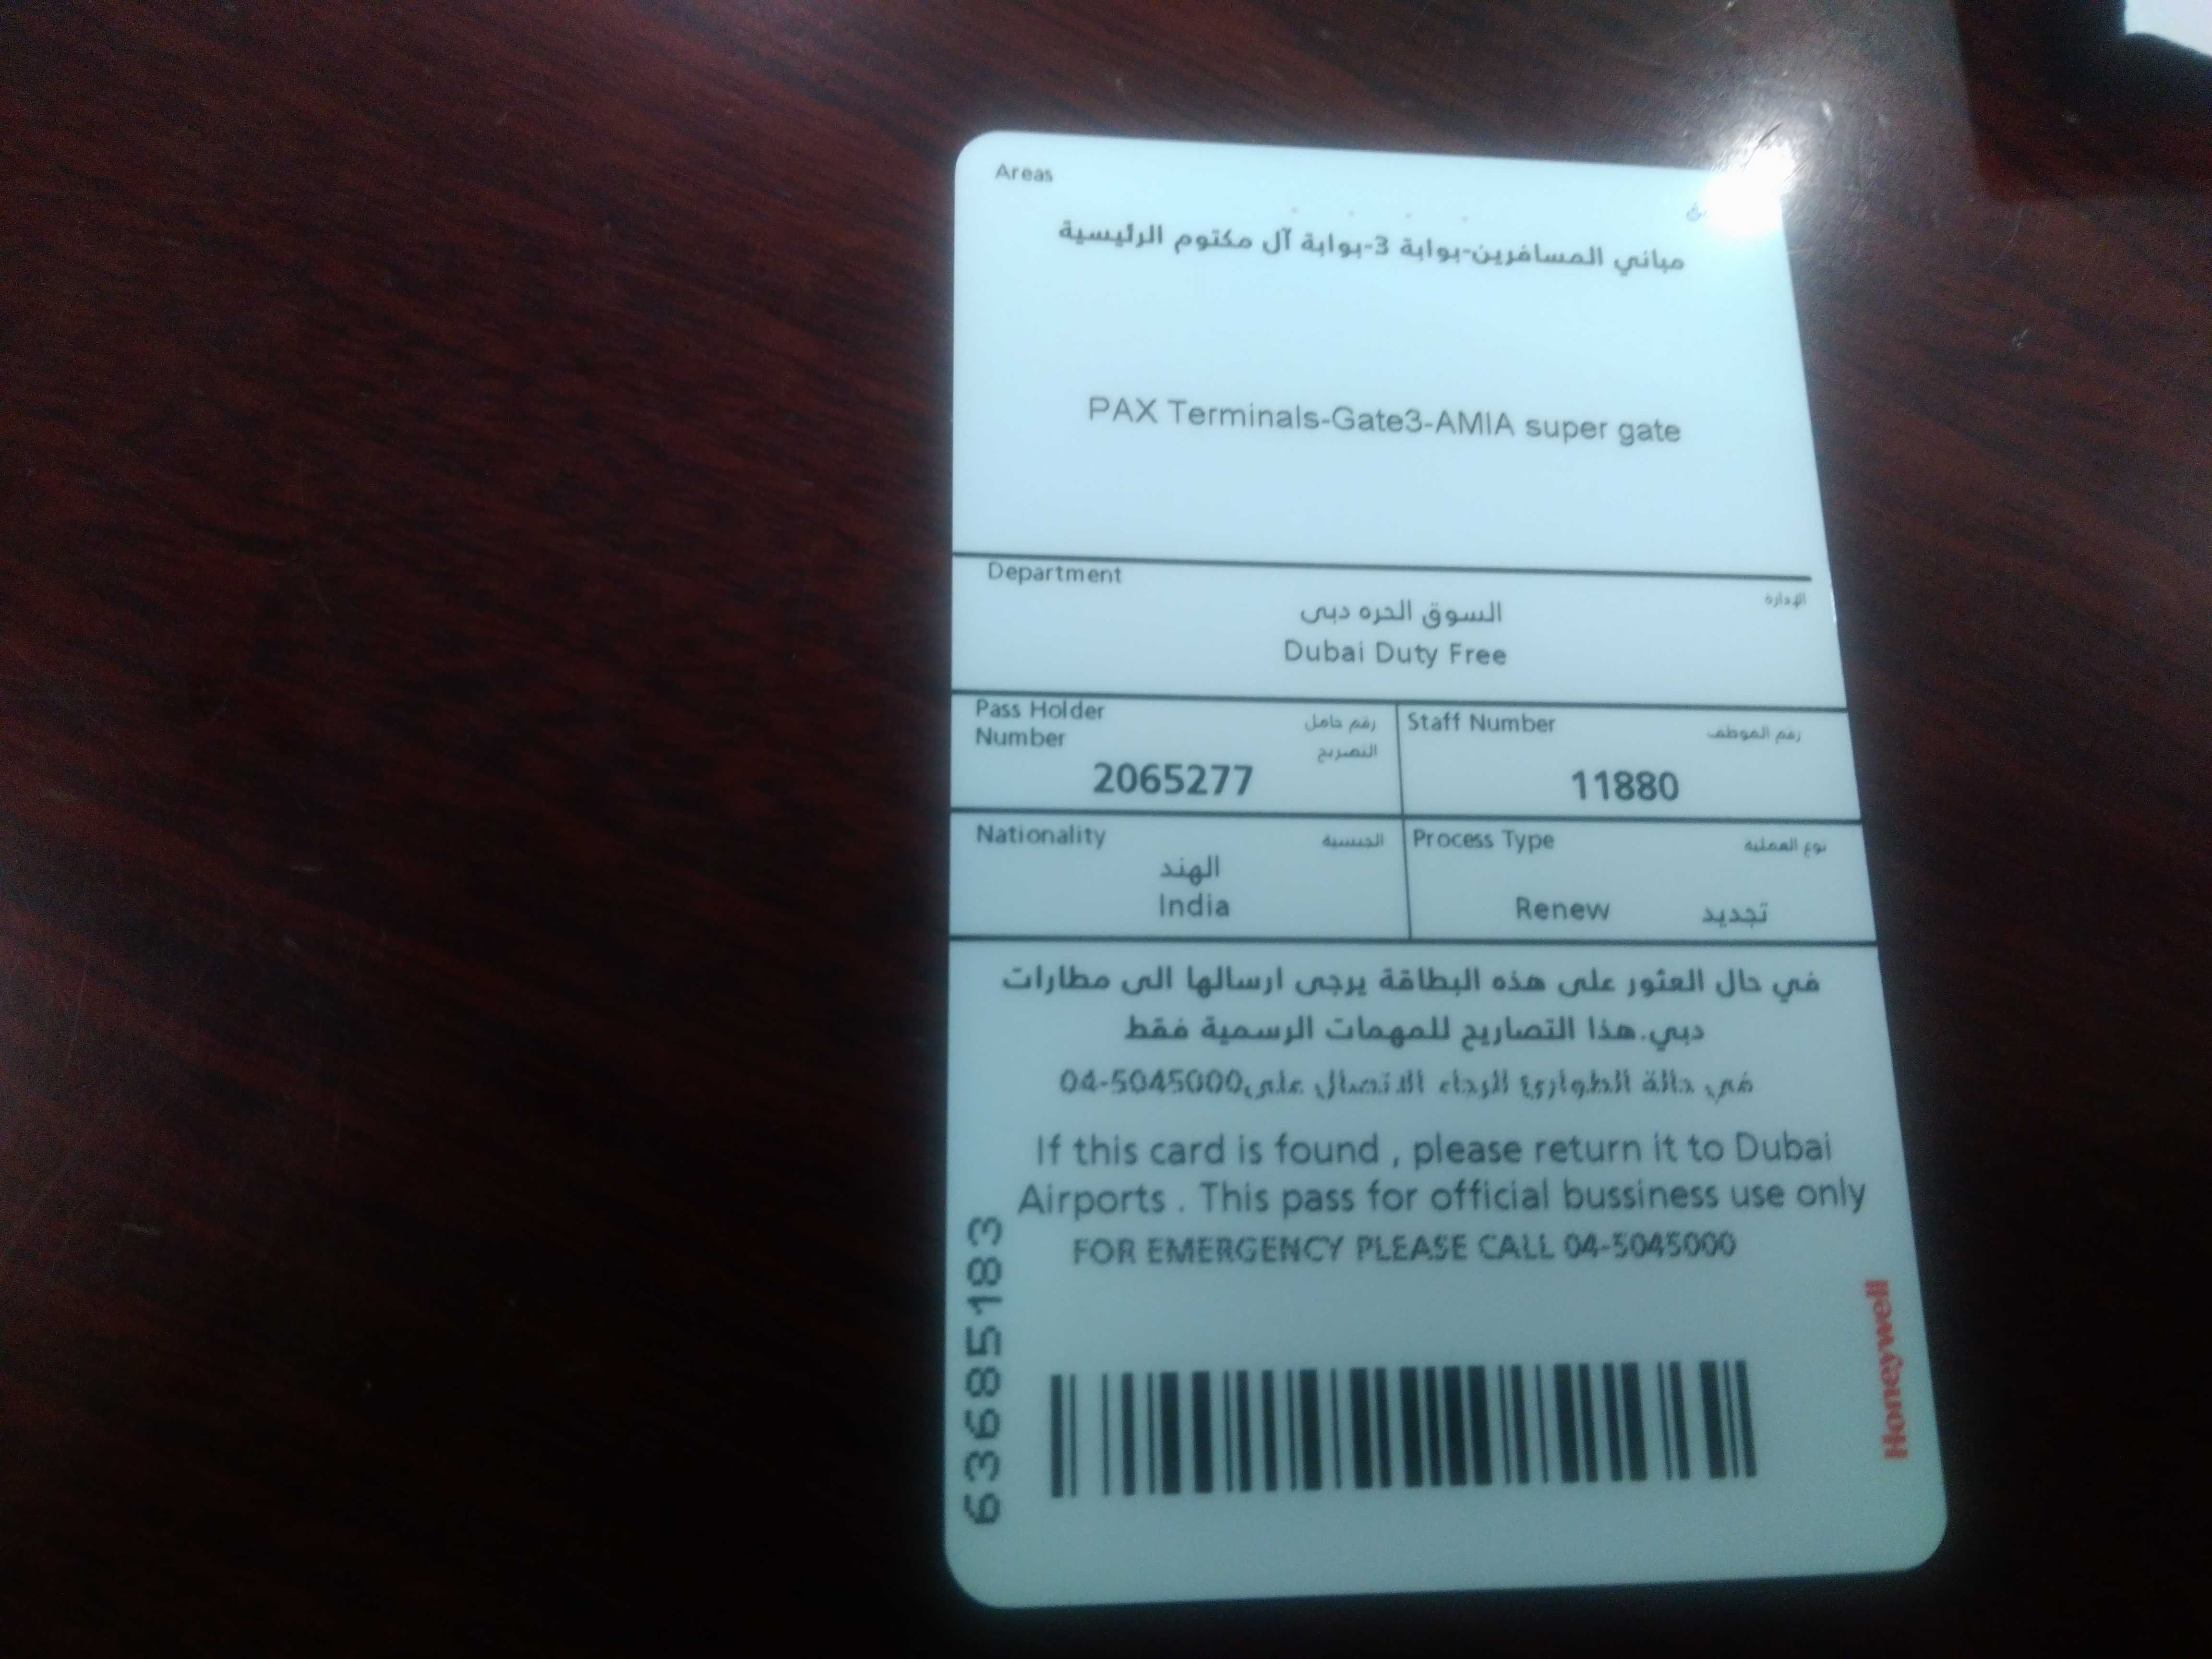 Areas
مباني المسافرين-بوابة 3-بوابة آل مكتوم الرئيسية
PAX Terminals-Gate3-AMIA super gate
Department
الإدارة
السوق الحره دبى
Dubai Duty Free
Pass Holder Number
رقم حامل التصريح
2065277
Staff Number
رقم الموظف
11880
Nationality
الجنسية
الهند
India
Process Type
نوع العملية
Renew تجديد
في حال العثور على هذه البطاقة يرجى ارسالها الى مطارات
دبي.هذا التصاريح للمهمات الرسمية فقط
في حالة الطوارئ الرجاء الاتصال على04-5045000
If this card is found , please return it to Dubai
Airports . This pass for official bussiness use only
FOR EMERGENCY PLEASE CALL 04-5045000
63685183
Honeywell